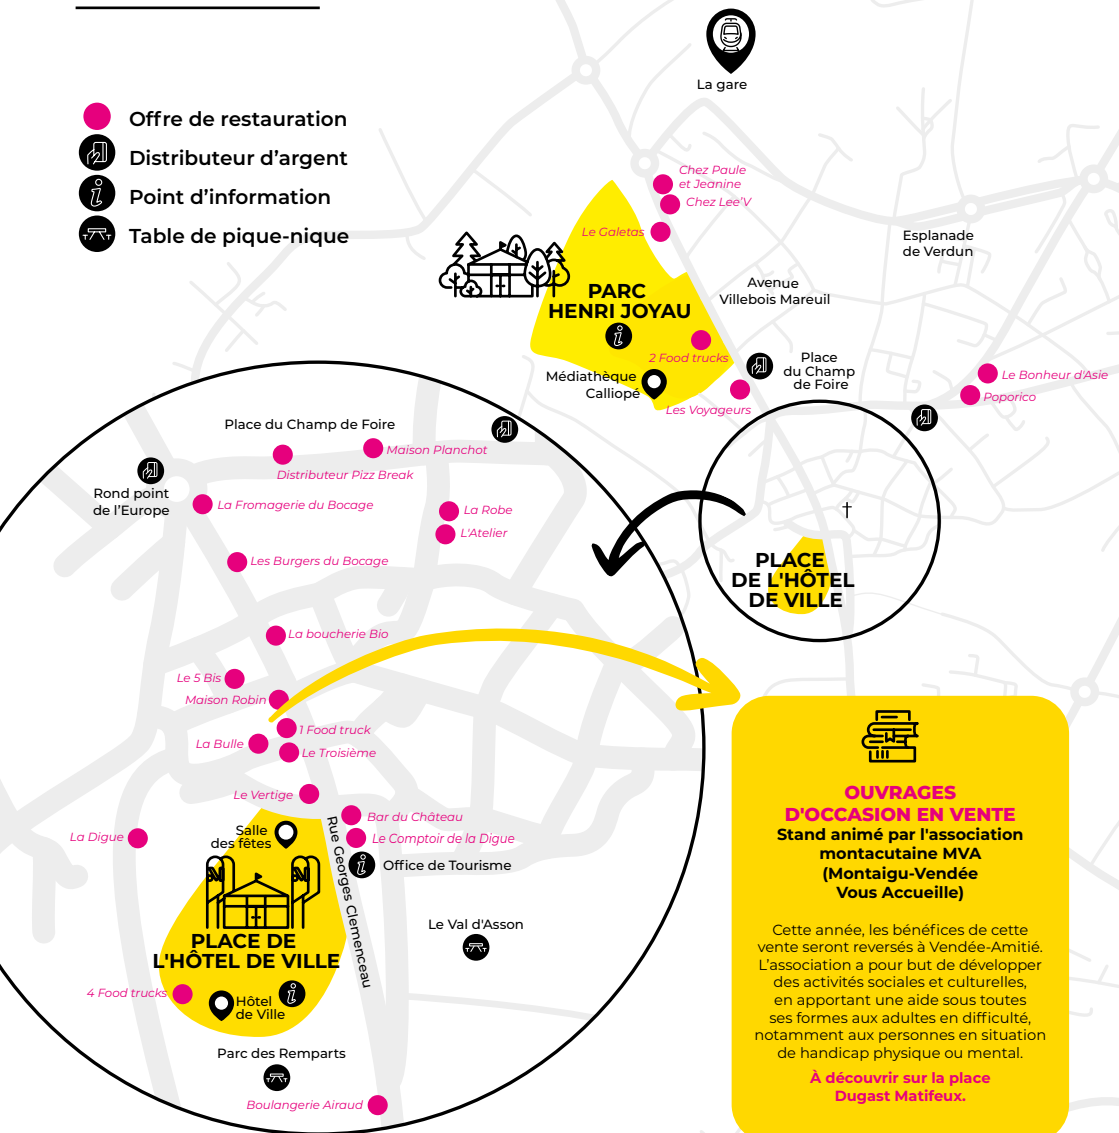 La gare
Offre de restauration
Distributeur d'argent
Point d'information
Table de pique-nique
Chez Paule
et Jeanine
Chez Lee'V
Le Galetas
Esplanade
de Verdun
PARC
HENRI JOYAU
Avenue
Villebois Mareuil
2 Food trucks
Médiathèque
Calliopé
Place
du Champ
de Foire
Les Voyageurs
Le Bonheur d'Asie
Poporico
Place du Champ de Foire
Maison Planchot
Distributeur Pizz Break
Rond point
de l'Europe
La Fromagerie du Bocage
La Robe
L'Atelier
Les Burgers du Bocage
†
PLACE
DE L'HÔTEL
DE VILLE
La boucherie Bio
Le 5 Bis
Maison Robin
1 Food truck
La Bulle
Le Troisième
Le Vertige
Bar du Château
La Digue
Salle
des fêtes
Le Comptoir de la Digue
Office de Tourisme
Rue Georges Clemenceau
Le Val d'Asson
PLACE DE
L'HÔTEL DE VILLE
4 Food trucks
Hôtel
de Ville
Parc des Remparts
Boulangerie Airaud
OUVRAGES
D'OCCASION EN VENTE
Stand animé par l'association
montacutaine MVA
(Montaigu-Vendée
Vous Accueille)
Cette année, les bénéfices de cette
vente seront reversés à Vendée-Amitié.
L'association a pour but de développer
des activités sociales et culturelles,
en apportant une aide sous toutes
ses formes aux adultes en difficulté,
notamment aux personnes en situation
de handicap physique ou mental.
À découvrir sur la place
Dugast Matifeux.